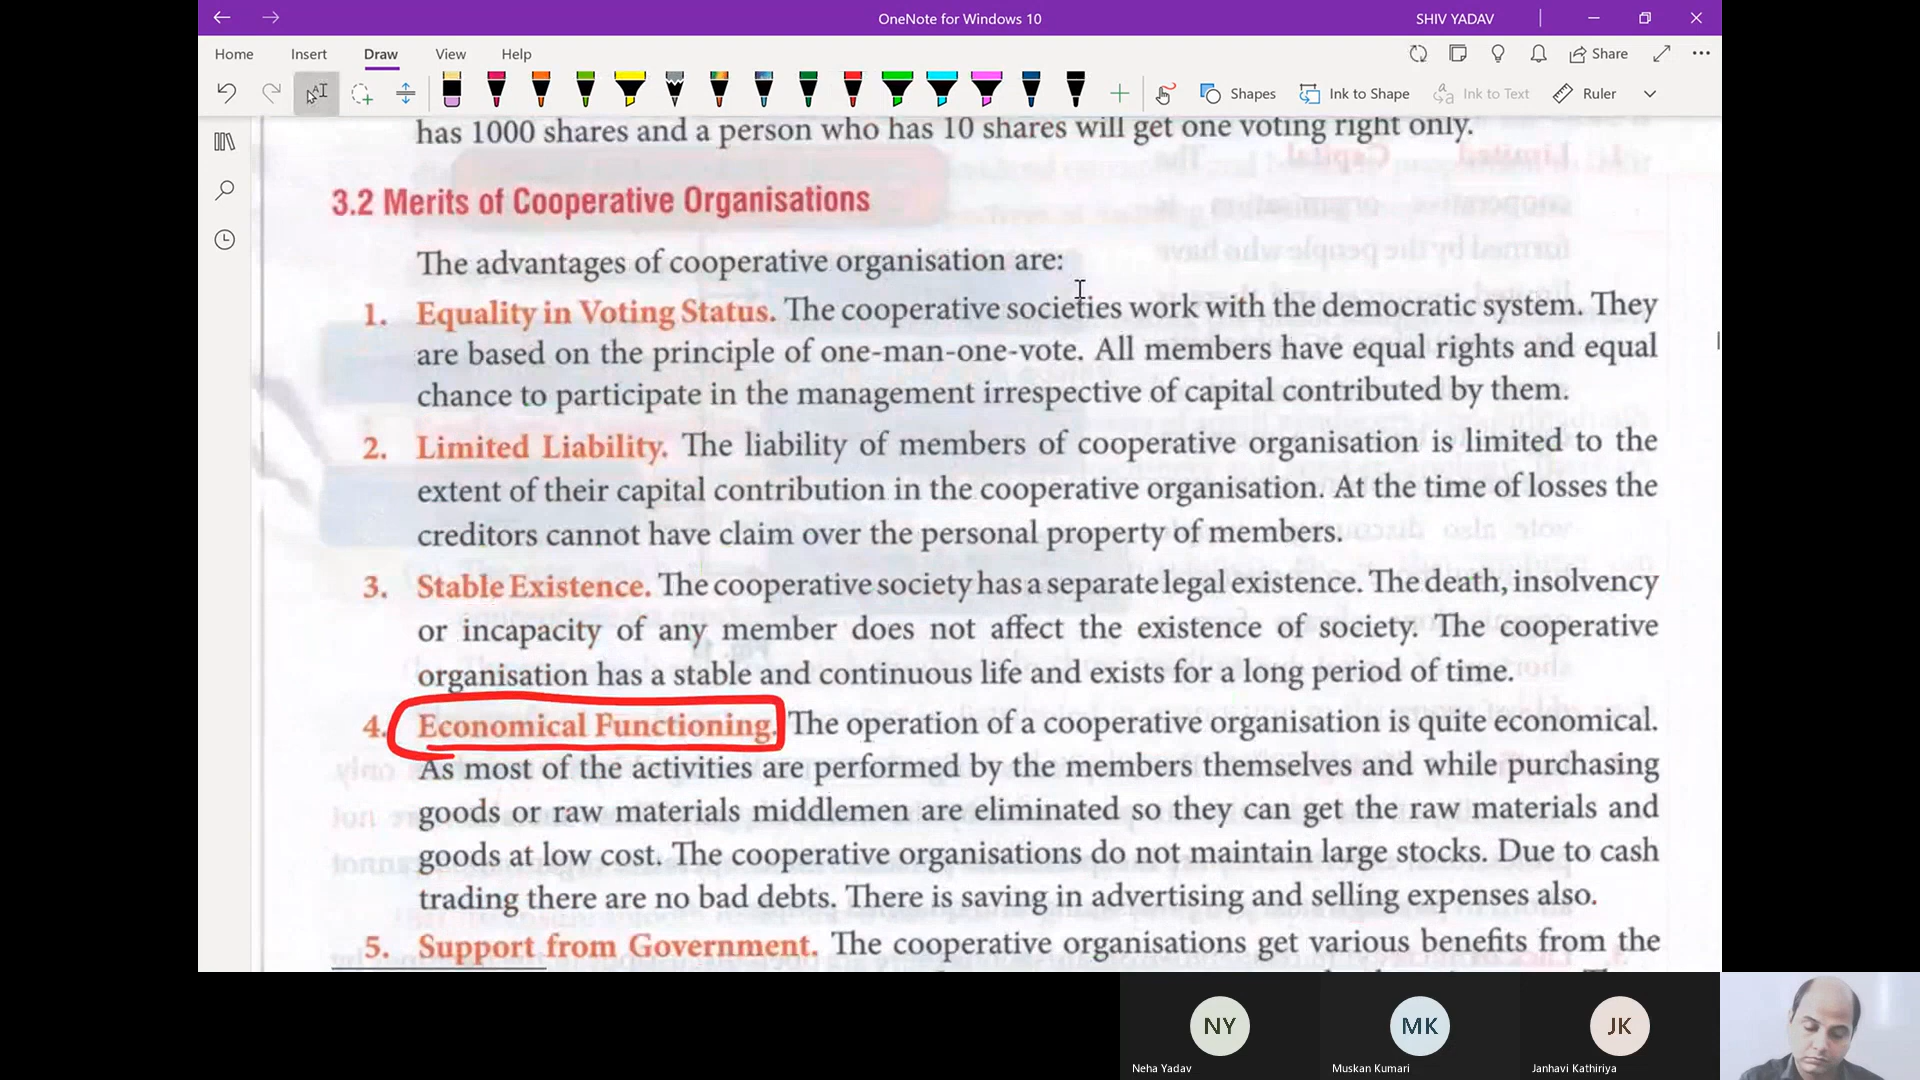 OneNote for Windows 10
SHIV YADAV
Home Insert Draw View Help
Share
Shapes Ink to Shape Ink to Text Ruler
has 1000 shares and a person who has 10 shares will get one voting right only.
3.2 Merits of Cooperative Organisations
The advantages of cooperative organisation are:
1. Equality in Voting Status. The cooperative societies work with the democratic system. They
are based on the principle of one-man-one-vote. All members have equal rights and equal
chance to participate in the management irrespective of capital contributed by them.
2. Limited Liability. The liability of members of cooperative organisation is limited to the
extent of their capital contribution in the cooperative organisation. At the time of losses the
creditors cannot have claim over the personal property of members.
3. Stable Existence. The cooperative society has a separate legal existence. The death, insolvency
or incapacity of any member does not affect the existence of society. The cooperative
organisation has a stable and continuous life and exists for a long period of time.
4. Economical Functioning. The operation of a cooperative organisation is quite economical.
As most of the activities are performed by the members themselves and while purchasing
goods or raw materials middlemen are eliminated so they can get the raw materials and
goods at low cost. The cooperative organisations do not maintain large stocks. Due to cash
trading there are no bad debts. There is saving in advertising and selling expenses also.
5. Support from Government. The cooperative organisations get various benefits from the
NY MK JK
Neha Yadav Muskan Kumari Janhavi Kathiriya